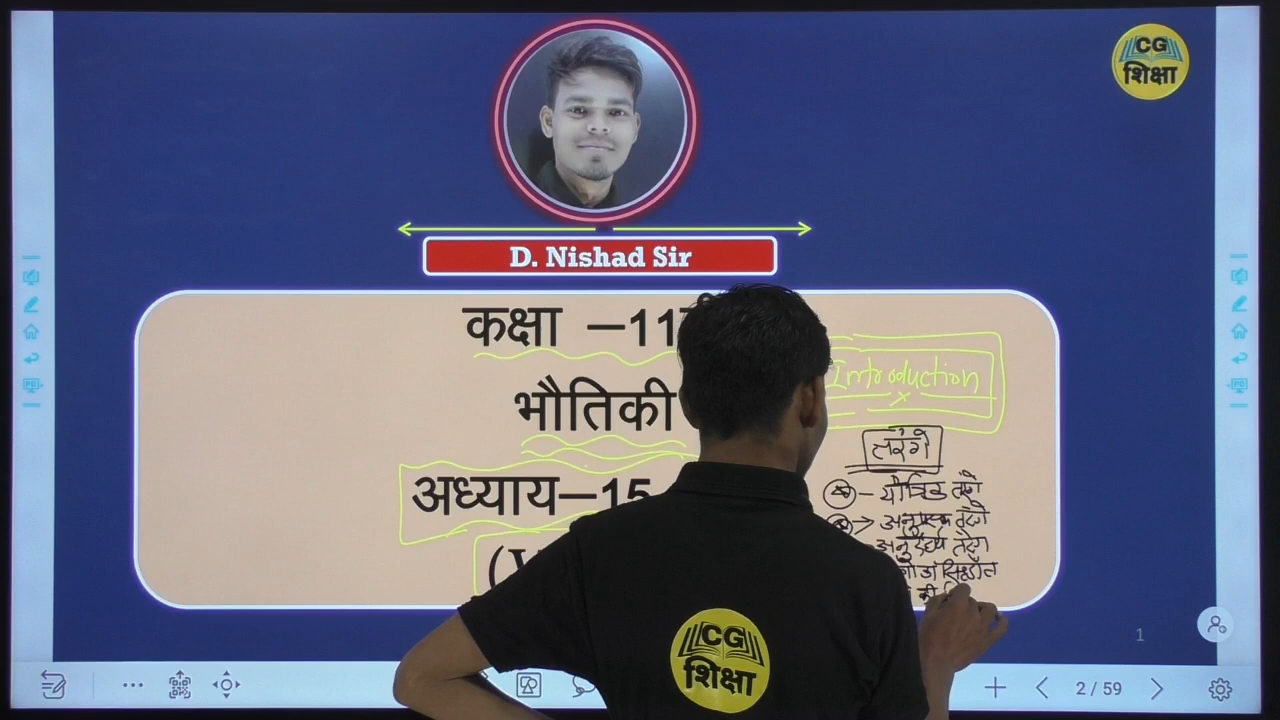 CG
शिक्षा
D. Nishad Sir
कक्षा –11
भौतिकी
Introduction
तरंगे
अध्याय–15
यांत्रिक तरंगे
अनुप्रस्थ तरंगे
अनुदैर्ध्य तरंग
(
1
CG
शिक्षा
2 / 59